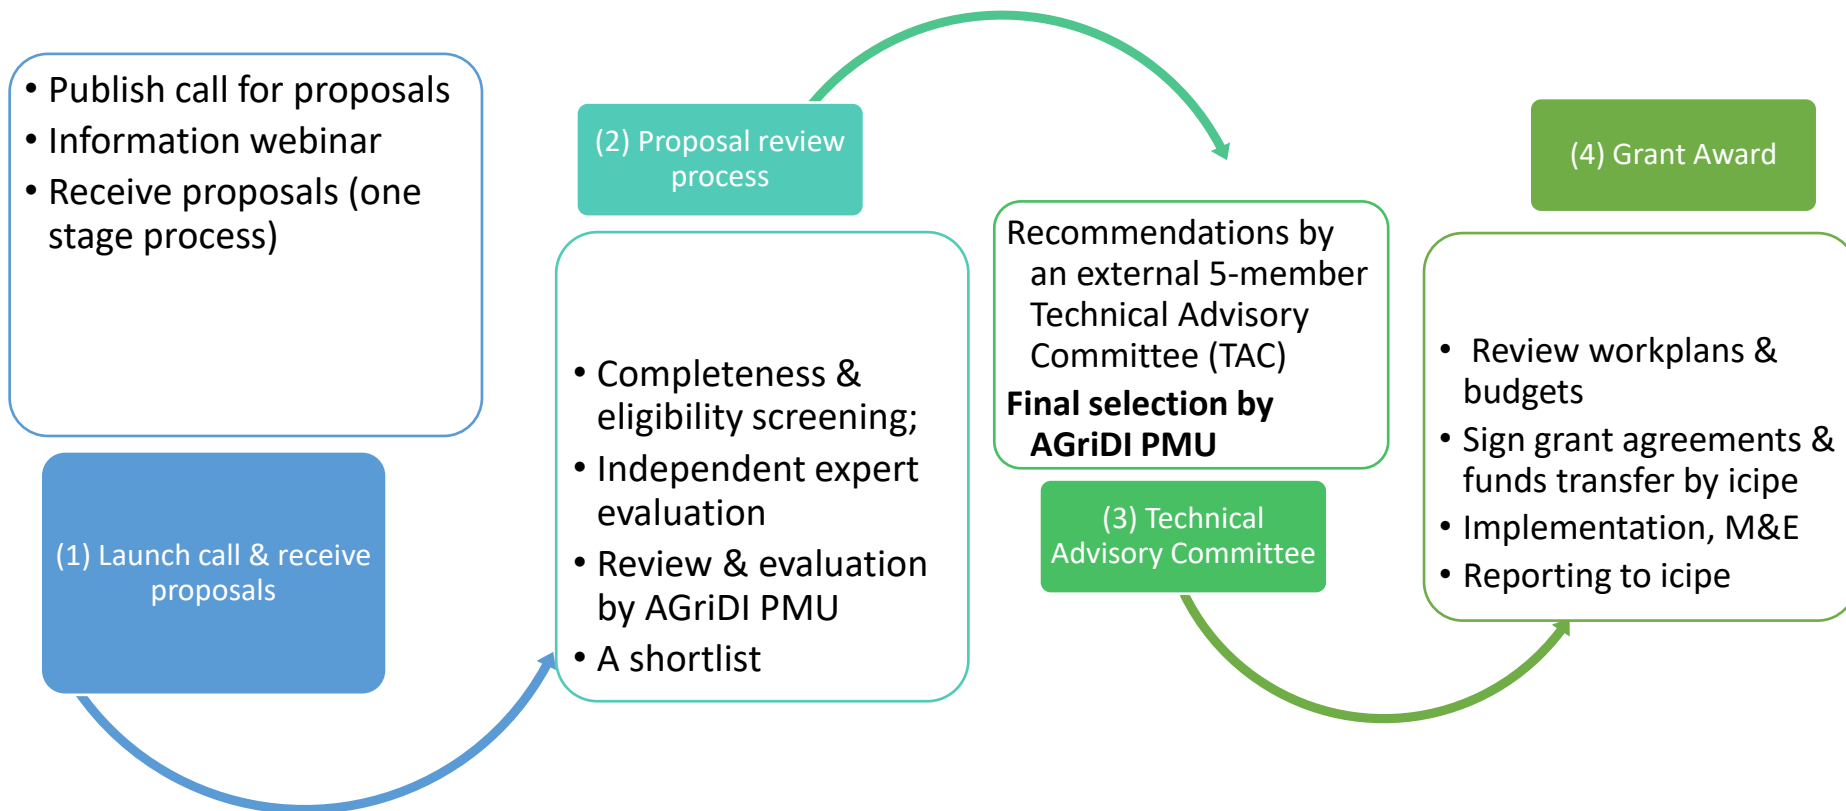 • Publish call for proposals
• Information webinar
• Receive proposals (one
stage process)
(1) Launch call & receive
proposals
(2) Proposal review
process
• Completeness &
eligibility screening;
• Independent expert
evaluation
• Review & evaluation
by AGriDI PMU
• A shortlist
Recommendations by
an external 5-member
Technical Advisory
Committee (TAC)
Final selection by
AGriDI PMU
(3) Technical
Advisory Committee
(4) Grant Award
• Review workplans &
budgets
• Sign grant agreements &
funds transfer by icipe
• Implementation, M&E
• Reporting to icipe